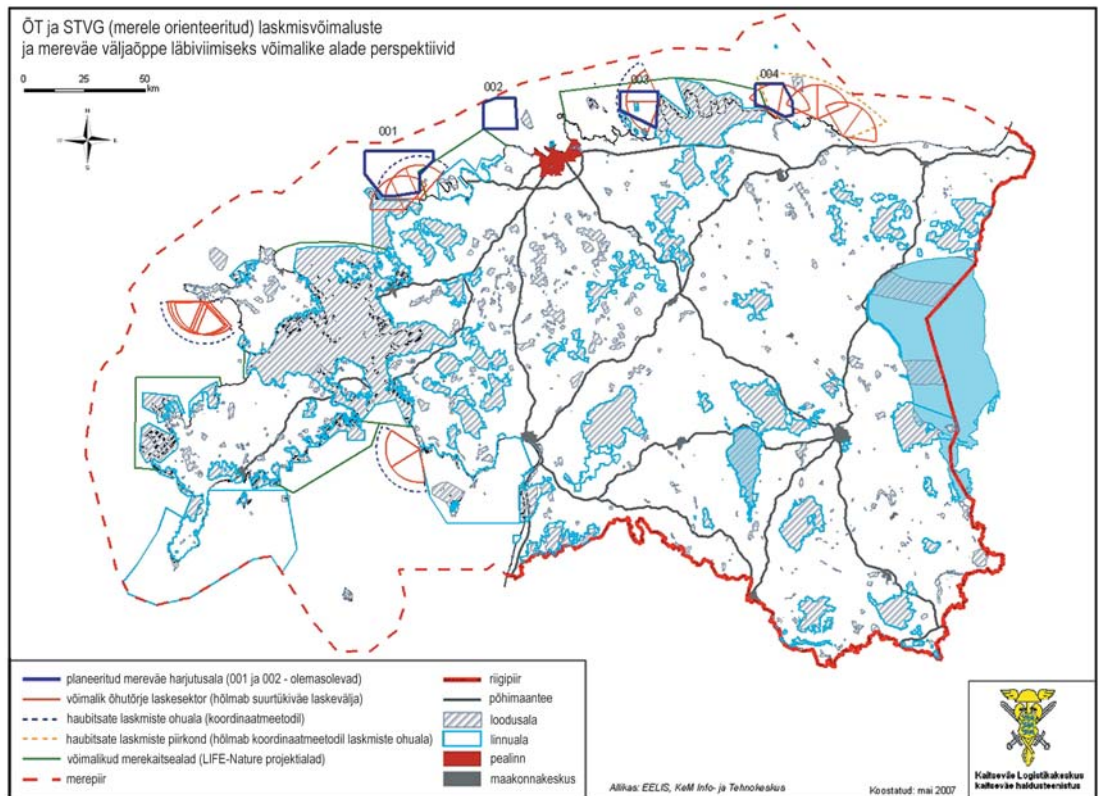 ÕT ja STVG (merele orienteeritud) laskmisvõimaluste
ja mereväe väljaõppe läbiviimiseks võimalike alade perspektiivid
0 25 50
km
N
W E
S
001
002
003
004
planeeritud mereväe harjutusala (001 ja 002 - olemasolevad)
võimalik õhutõrje laskesektor (hõlmab suurtükiväe laskevälja)
haubitsate laskmiste ohuala (koordinaatmeetodil)
haubitsate laskmiste piirkond (hõlmab koordinaatmeetodil laskmiste ohuala)
võimalikud merekaitsealad (LIFE-Nature projektialad)
merepiir
riigipiir
põhimaantee
loodusala
linnuala
pealinn
maakonnakeskus
Allikas: EELIS, KeM Info- ja Tehnokeskus
Koostatud: mai 2007
Kaitseväe Logistikakeskus
kaitseväe haldusteenistus